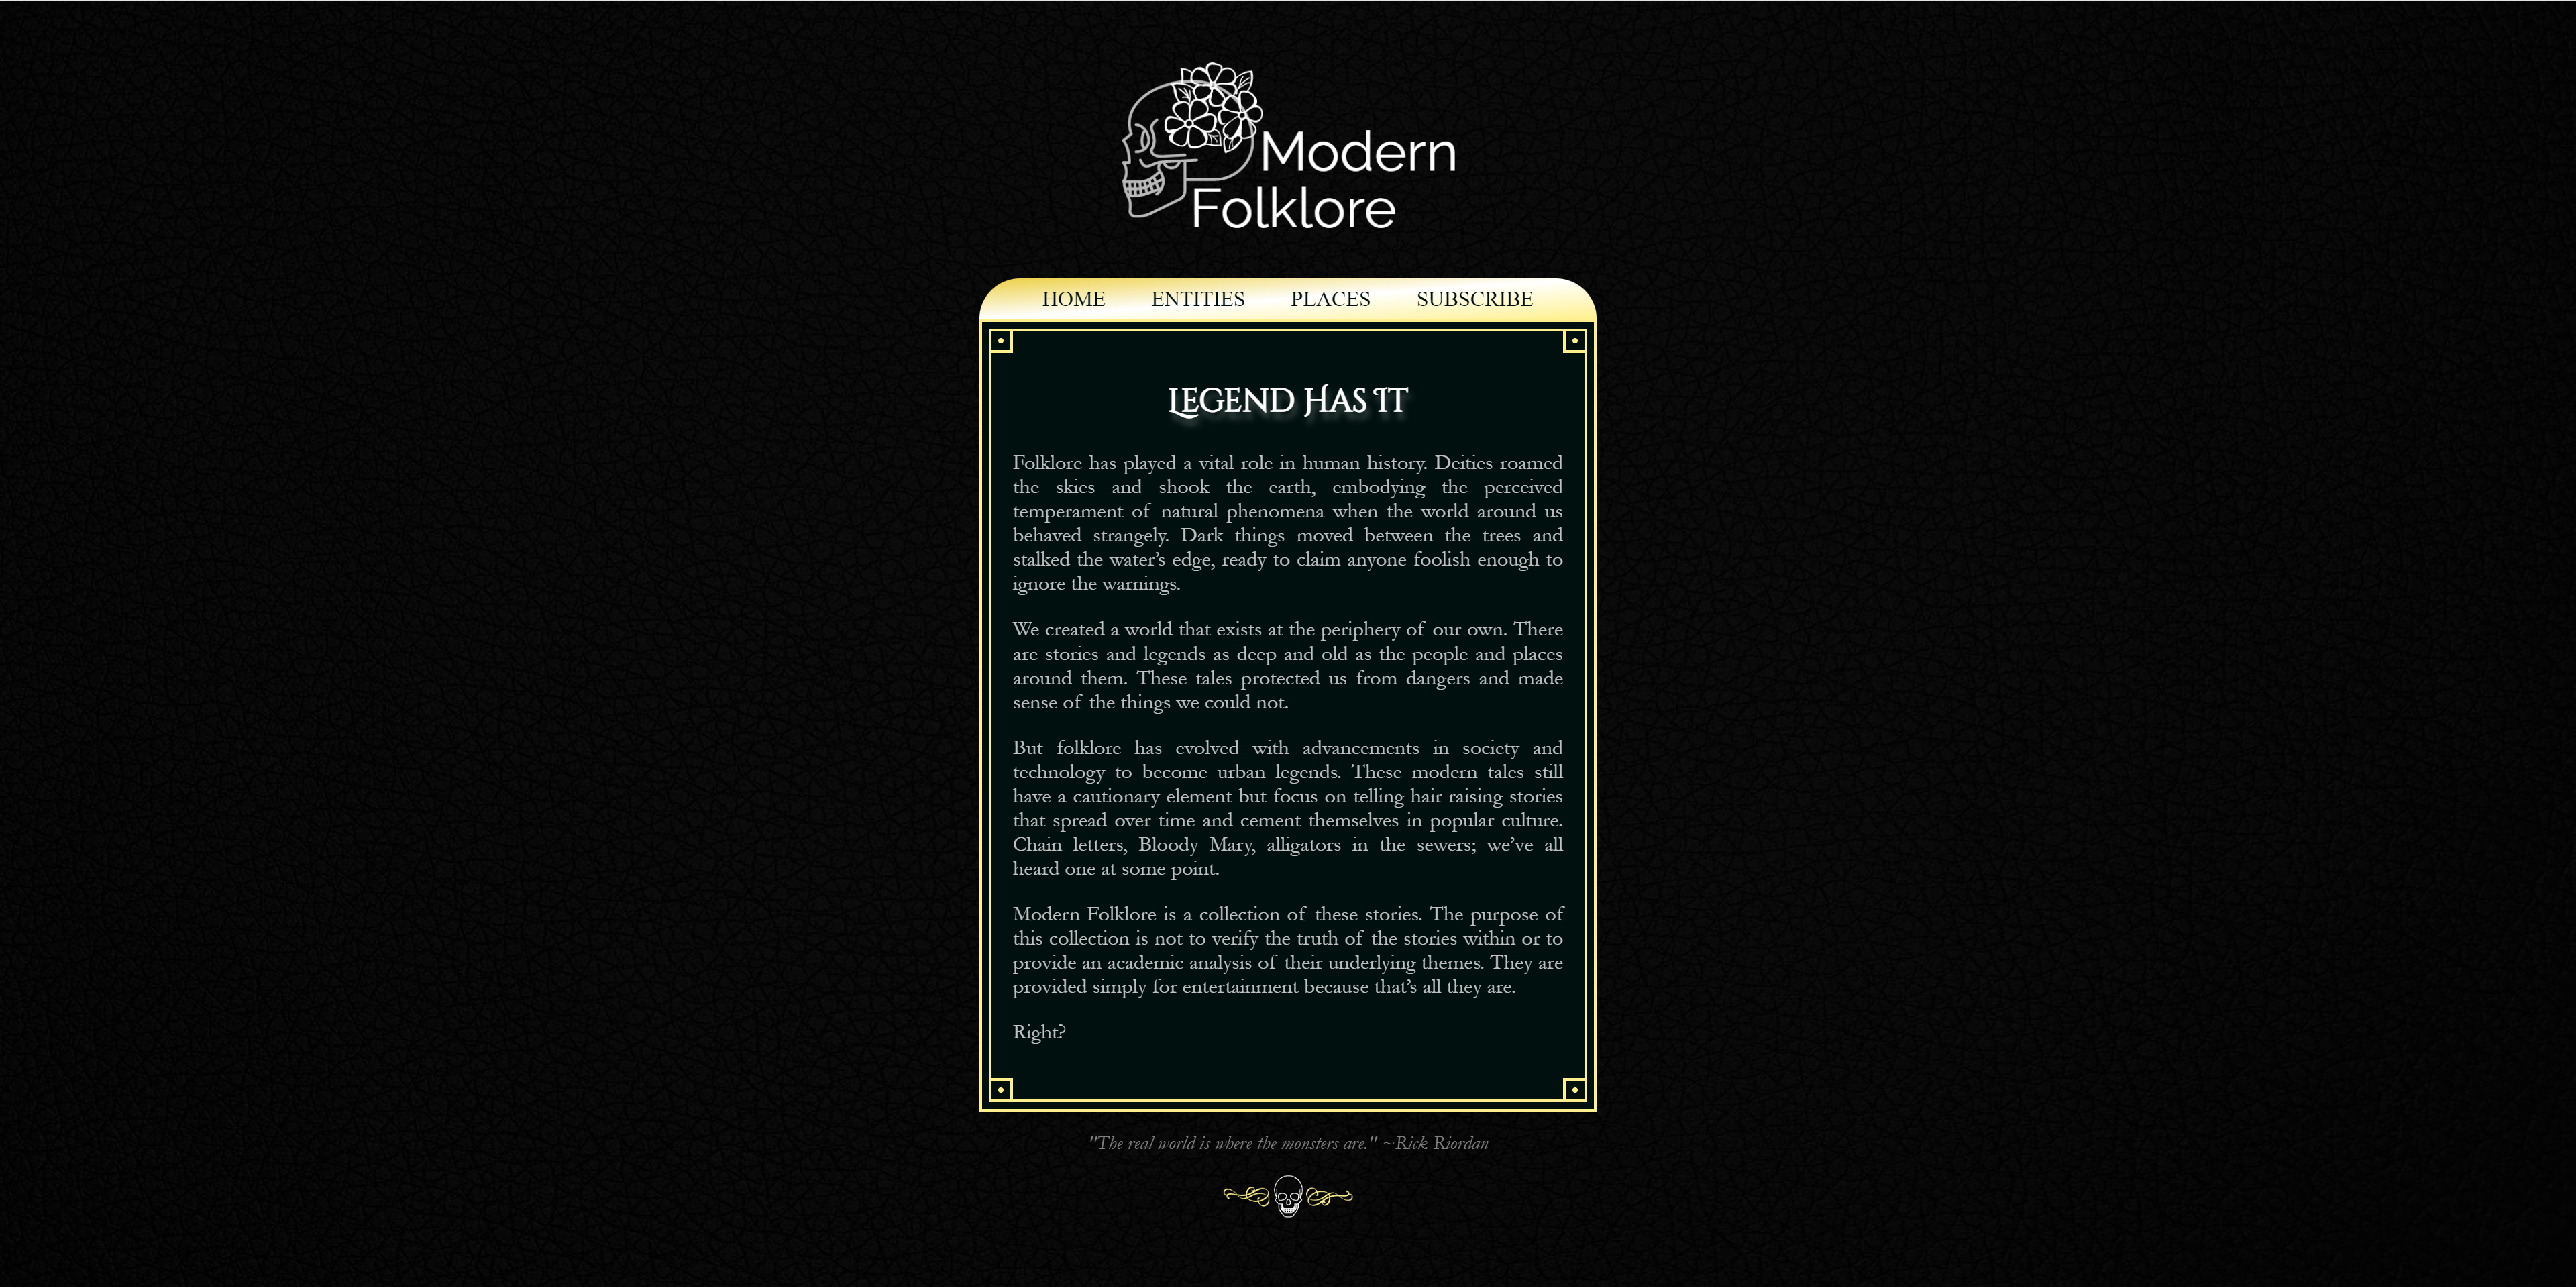 Modern
Folklore
HOME ENTITIES PLACES SUBSCRIBE
LEGEND HAS IT
Folklore has played a vital role in human history. Deities roamed
the skies and shook the earth, embodying the perceived
temperament of natural phenomena when the world around us
behaved strangely. Dark things moved between the trees and
stalked the water’s edge, ready to claim anyone foolish enough to
ignore the warnings.
We created a world that exists at the periphery of our own. There
are stories and legends as deep and old as the people and places
around them. These tales protected us from dangers and made
sense of the things we could not.
But folklore has evolved with advancements in society and
technology to become urban legends. These modern tales still
have a cautionary element but focus on telling hair-raising stories
that spread over time and cement themselves in popular culture.
Chain letters, Bloody Mary, alligators in the sewers; we’ve all
heard one at some point.
Modern Folklore is a collection of these stories. The purpose of
this collection is not to verify the truth of the stories within or to
provide an academic analysis of their underlying themes. They are
provided simply for entertainment because that’s all they are.
Right?
"The real world is where the monsters are." ~Rick Riordan